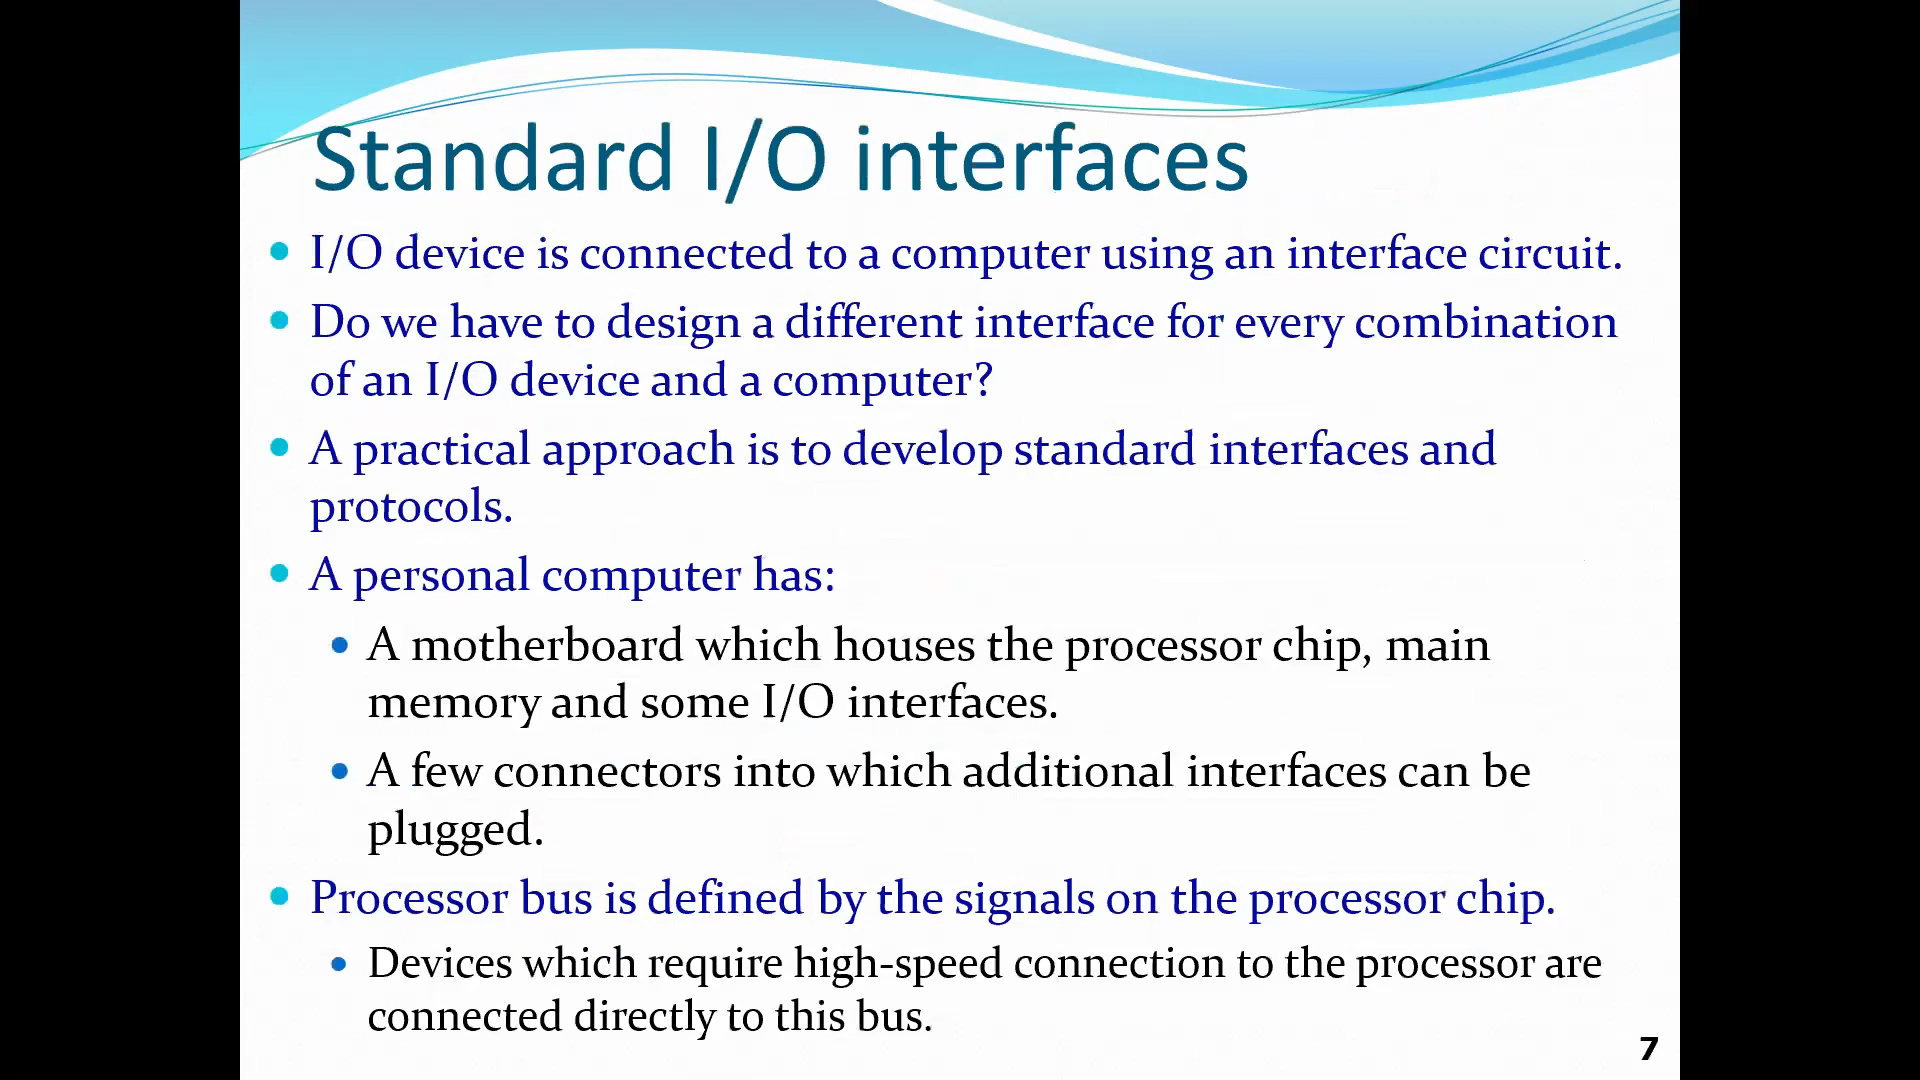 Standard I/O interfaces
• I/O device is connected to a computer using an interface circuit.
• Do we have to design a different interface for every combination
of an I/O device and a computer?
• A practical approach is to develop standard interfaces and
protocols.
• A personal computer has:
• A motherboard which houses the processor chip, main
memory and some I/O interfaces.
• A few connectors into which additional interfaces can be
plugged.
• Processor bus is defined by the signals on the processor chip.
• Devices which require high-speed connection to the processor are
connected directly to this bus.
7